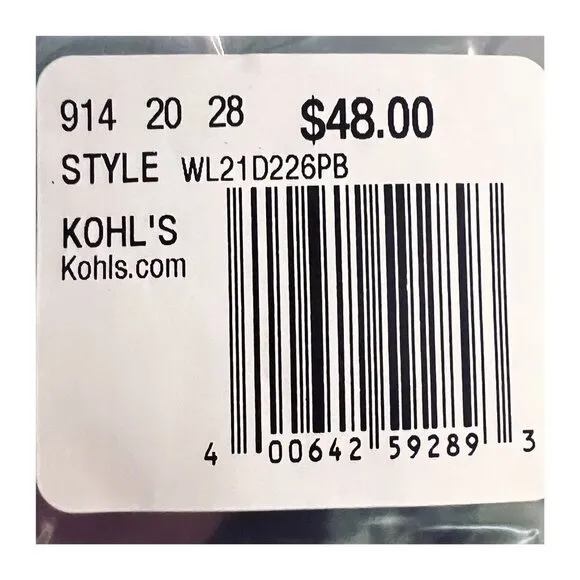 914 20 28 $48.00
STYLE WL21D226PB
KOHL'S
Kohls.com
4 00642 59289 3